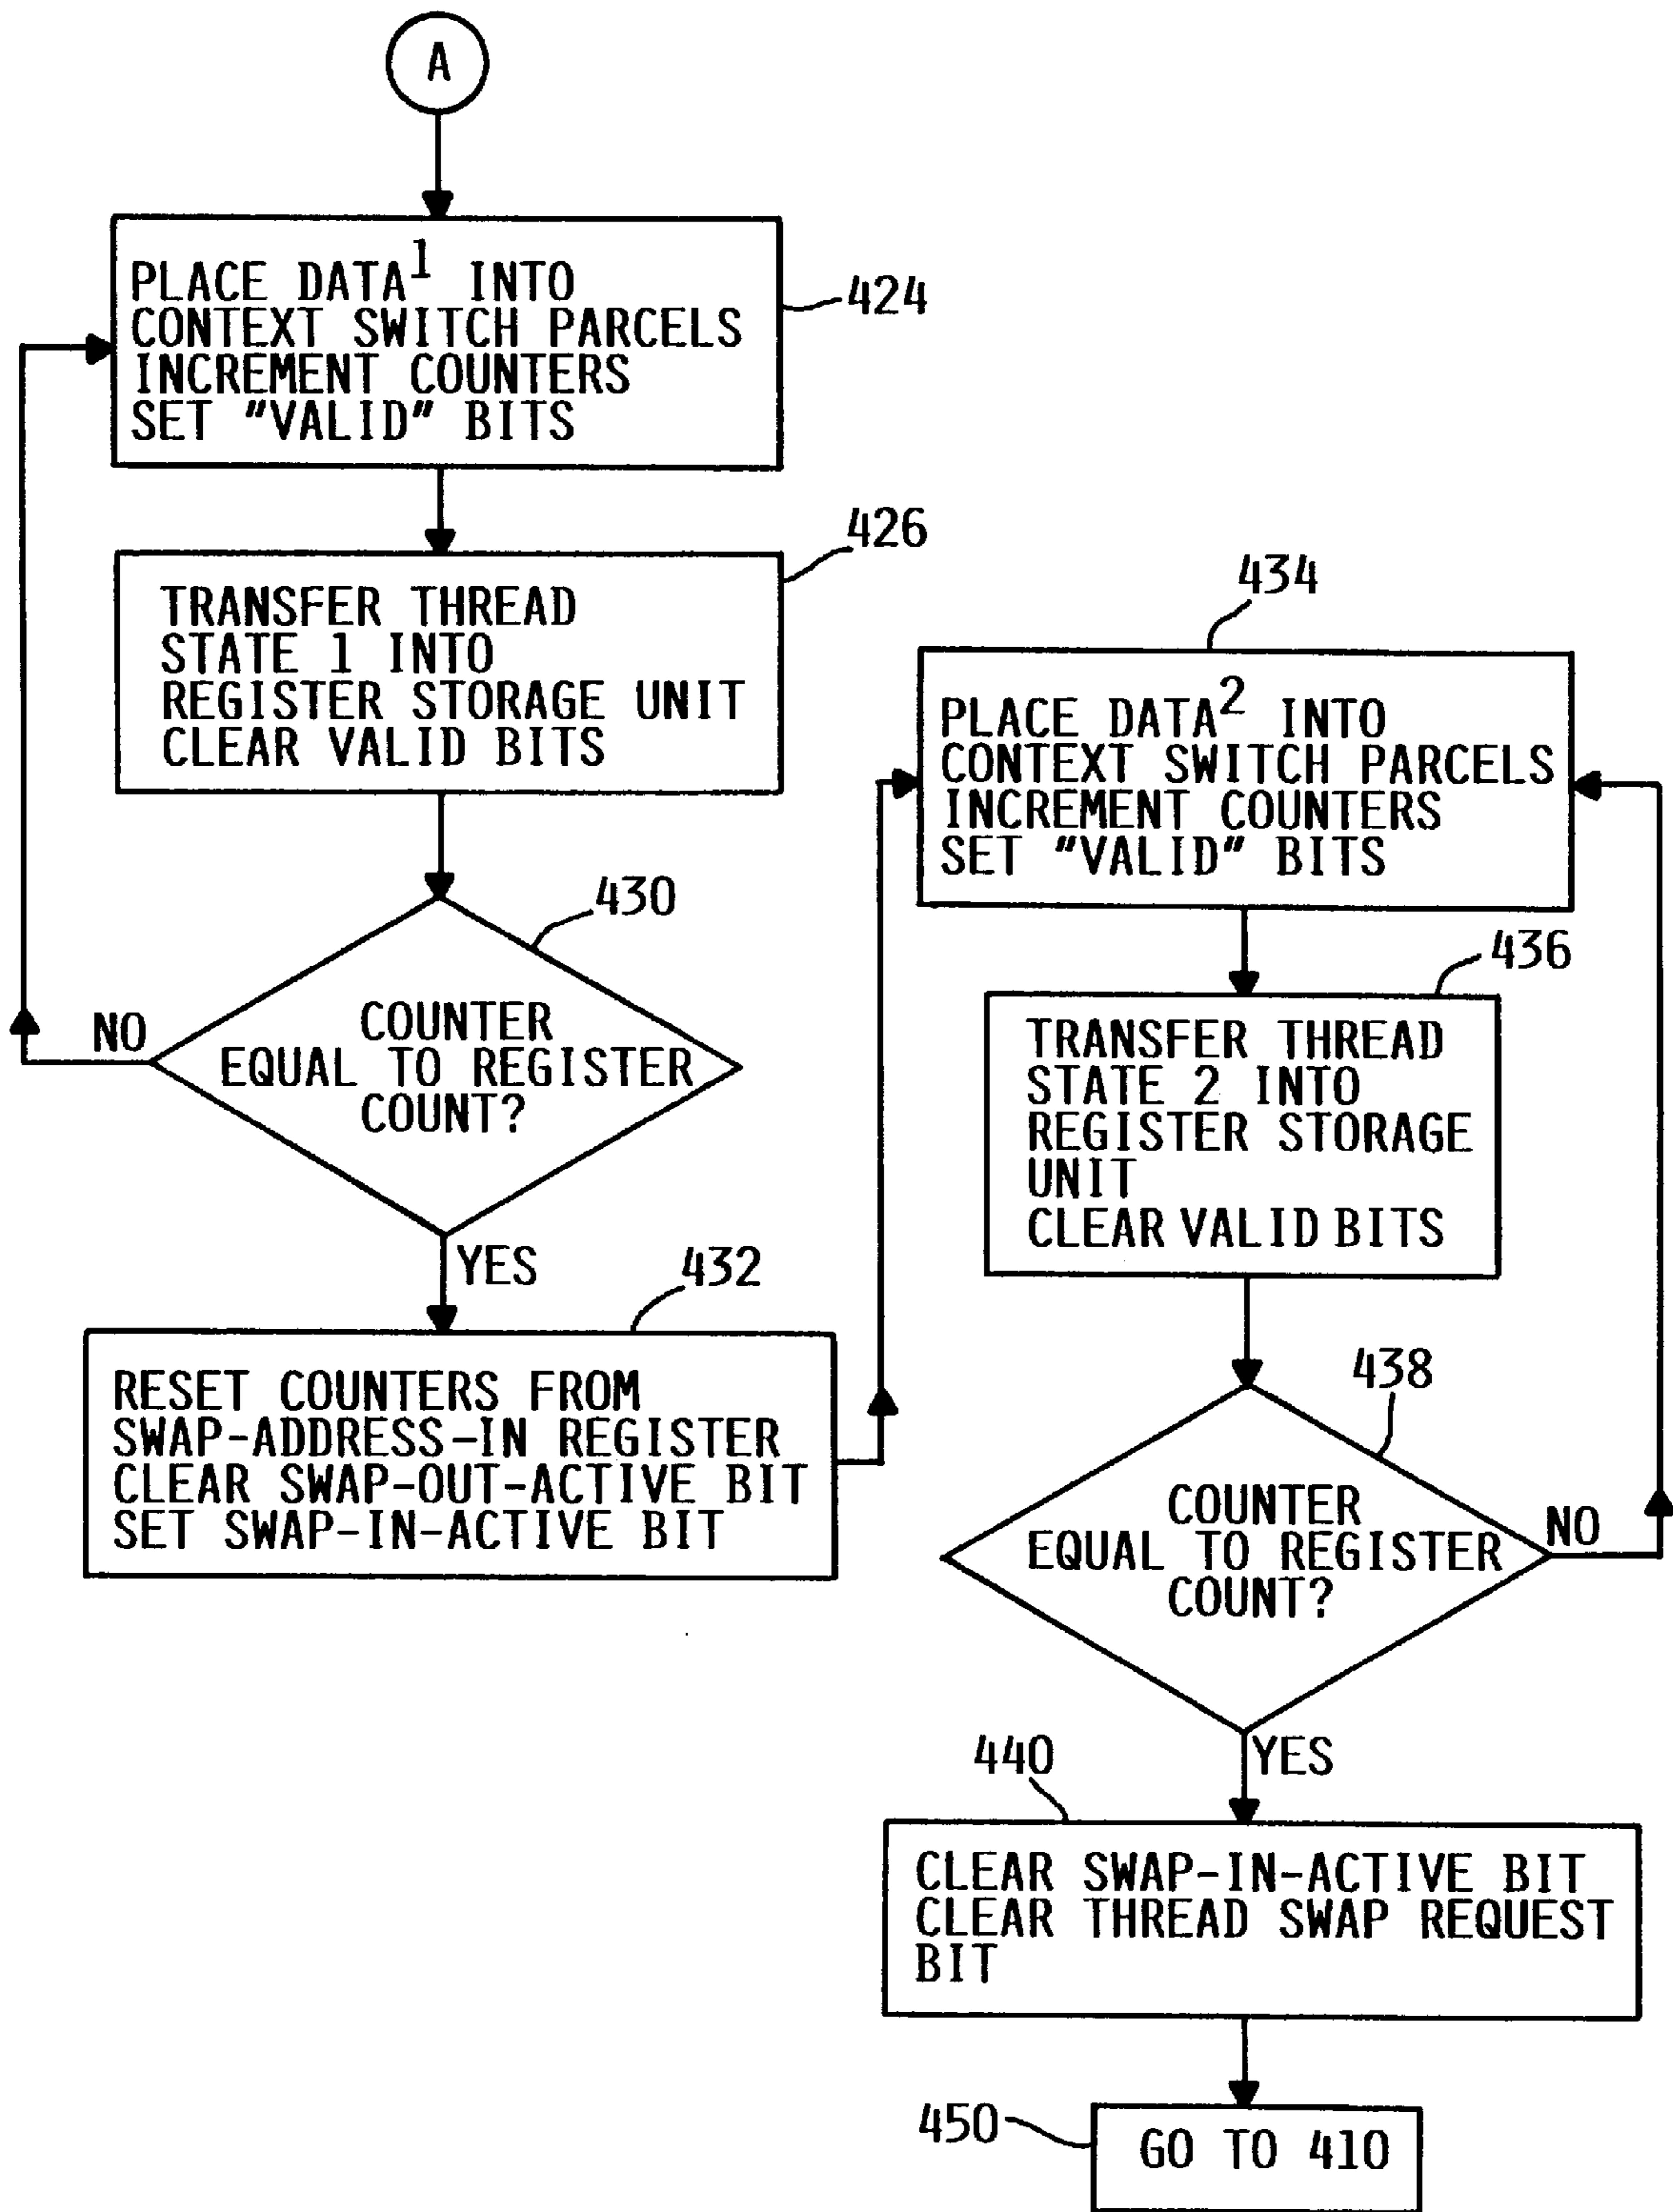 A
PLACE DATA¹ INTO
CONTEXT SWITCH PARCELS
INCREMENT COUNTERS
SET "VALID" BITS
424
426
TRANSFER THREAD
STATE 1 INTO
REGISTER STORAGE UNIT
CLEAR VALID BITS
430
COUNTER
EQUAL TO REGISTER
COUNT?
NO
YES
432
RESET COUNTERS FROM
SWAP-ADDRESS-IN REGISTER
CLEAR SWAP-OUT-ACTIVE BIT
SET SWAP-IN-ACTIVE BIT
434
PLACE DATA² INTO
CONTEXT SWITCH PARCELS
INCREMENT COUNTERS
SET "VALID" BITS
436
TRANSFER THREAD
STATE 2 INTO
REGISTER STORAGE
UNIT
CLEAR VALID BITS
438
COUNTER
EQUAL TO REGISTER
COUNT?
NO
YES
440
CLEAR SWAP-IN-ACTIVE BIT
CLEAR THREAD SWAP REQUEST
BIT
450
GO TO 410